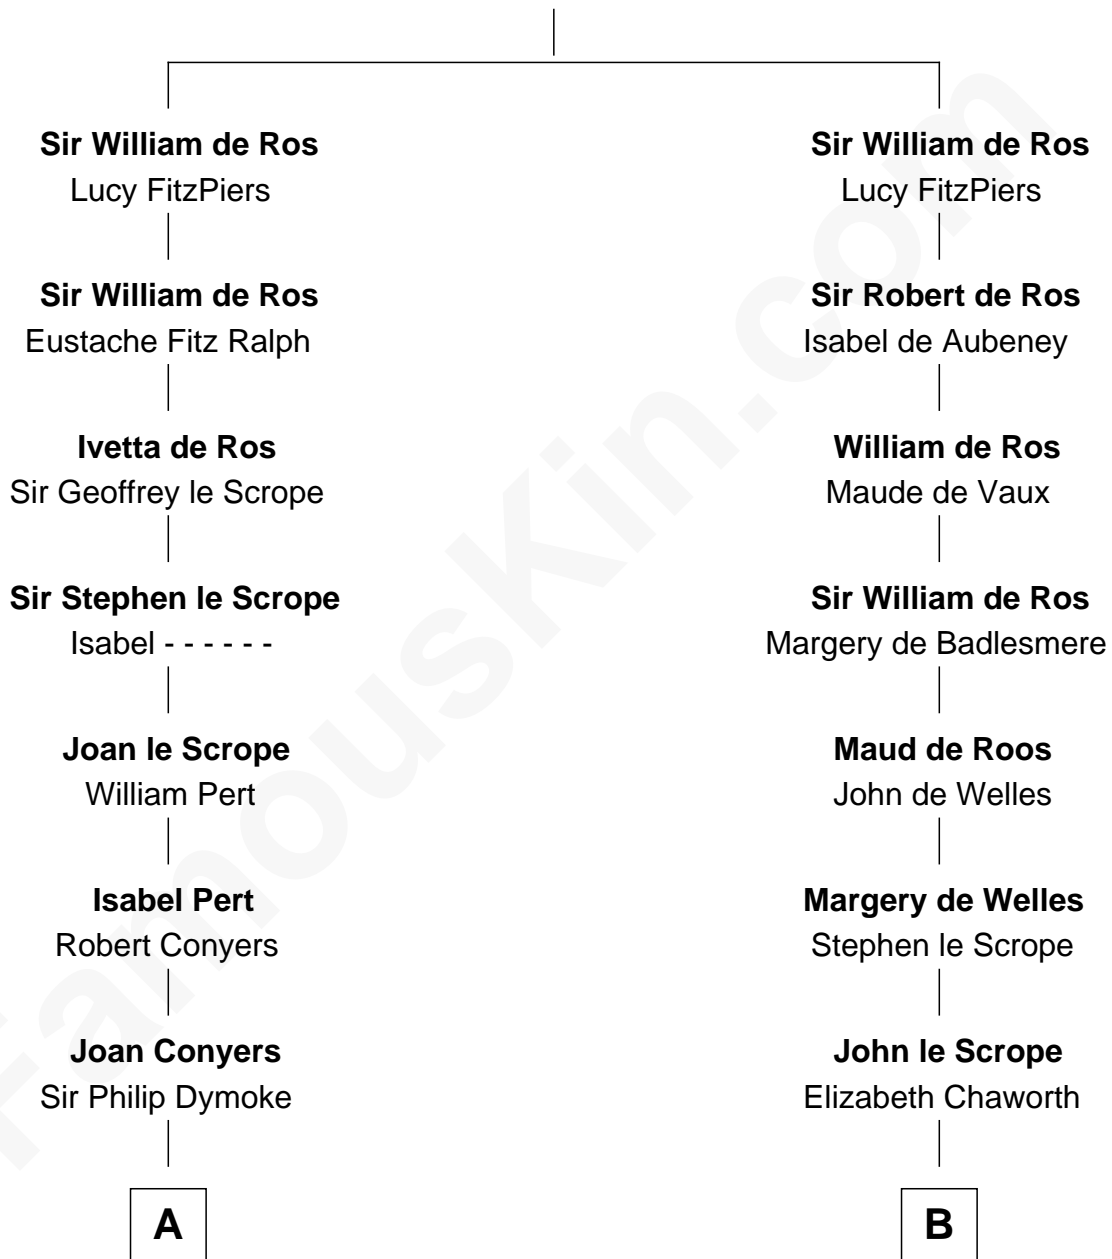 Sir William de Ros
Lucy FitzPiers
Sir William de Ros
Eustache Fitz Ralph
Ivetta de Ros
Sir Geoffrey le Scrope
Sir Stephen le Scrope
Isabel - - - - - -
Joan le Scrope
William Pert
Isabel Pert
Robert Conyers
Joan Conyers
Sir Philip Dymoke
A
Sir William de Ros
Lucy FitzPiers
Sir Robert de Ros
Isabel de Aubeney
William de Ros
Maude de Vaux
Sir William de Ros
Margery de Badlesmere
Maud de Roos
John de Welles
Margery de Welles
Stephen le Scrope
John le Scrope
Elizabeth Chaworth
B
FamousKin.com